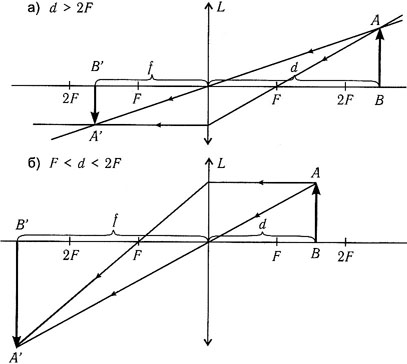 а) d > 2F
L
A
B' f d
2F F F 2F B
A'
б) F < d < 2F
L
A
B' f d
2F F F B 2F
A'